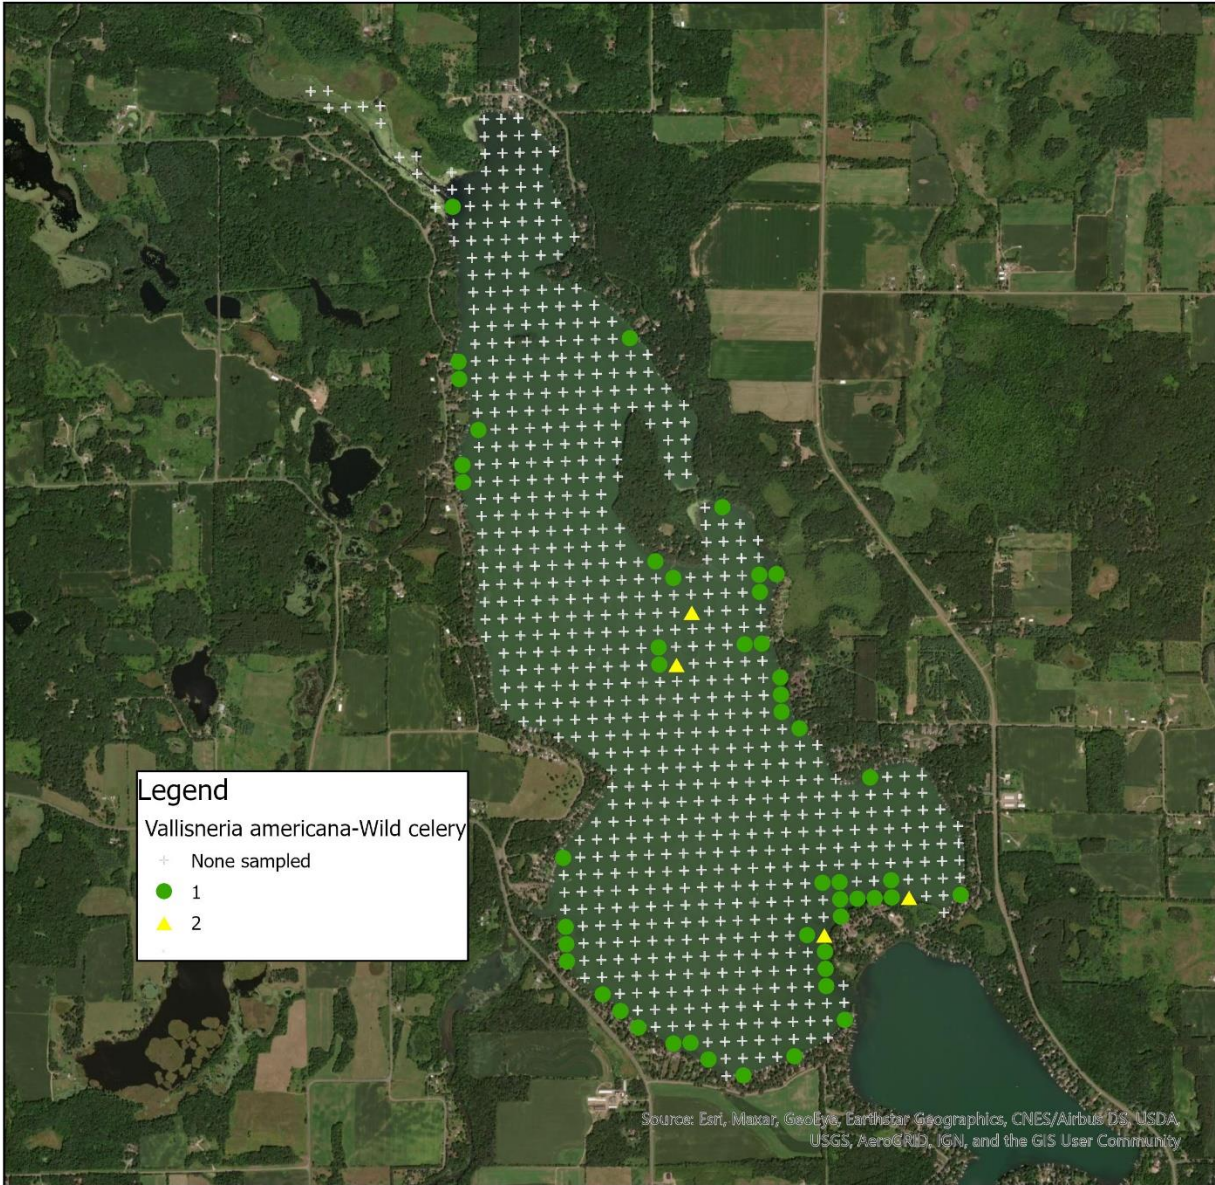 Legend
Vallisneria americana-Wild celery
None sampled
1
2
Source: Esri, Maxar, GeoEye, Earthstar Geographics, CNES/Airbus DS, USDA,
USGS, AeroGRID, IGN, and the GIS User Community